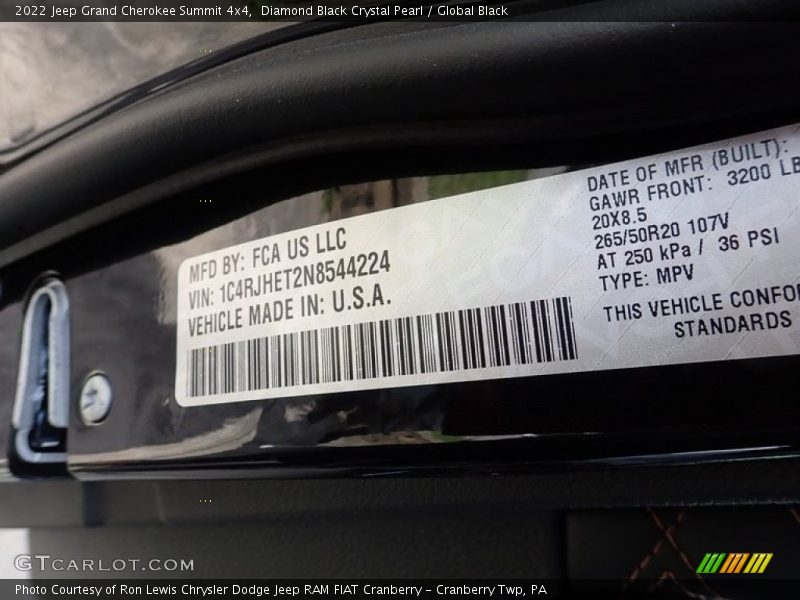 2022 Jeep Grand Cherokee Summit 4x4, Diamond Black Crystal Pearl / Global Black
MFD BY: FCA US LLC
VIN: 1C4RJHET2N8544224
VEHICLE MADE IN: U.S.A.
DATE OF MFR (BUILT):
GAWR FRONT: 3200 LB
20X8.5
265/50R20 107V
AT 250 kPa / 36 PSI
TYPE: MPV
THIS VEHICLE CONFOR
STANDARDS
GTCARLOT.COM
Photo Courtesy of Ron Lewis Chrysler Dodge Jeep RAM FIAT Cranberry - Cranberry Twp, PA